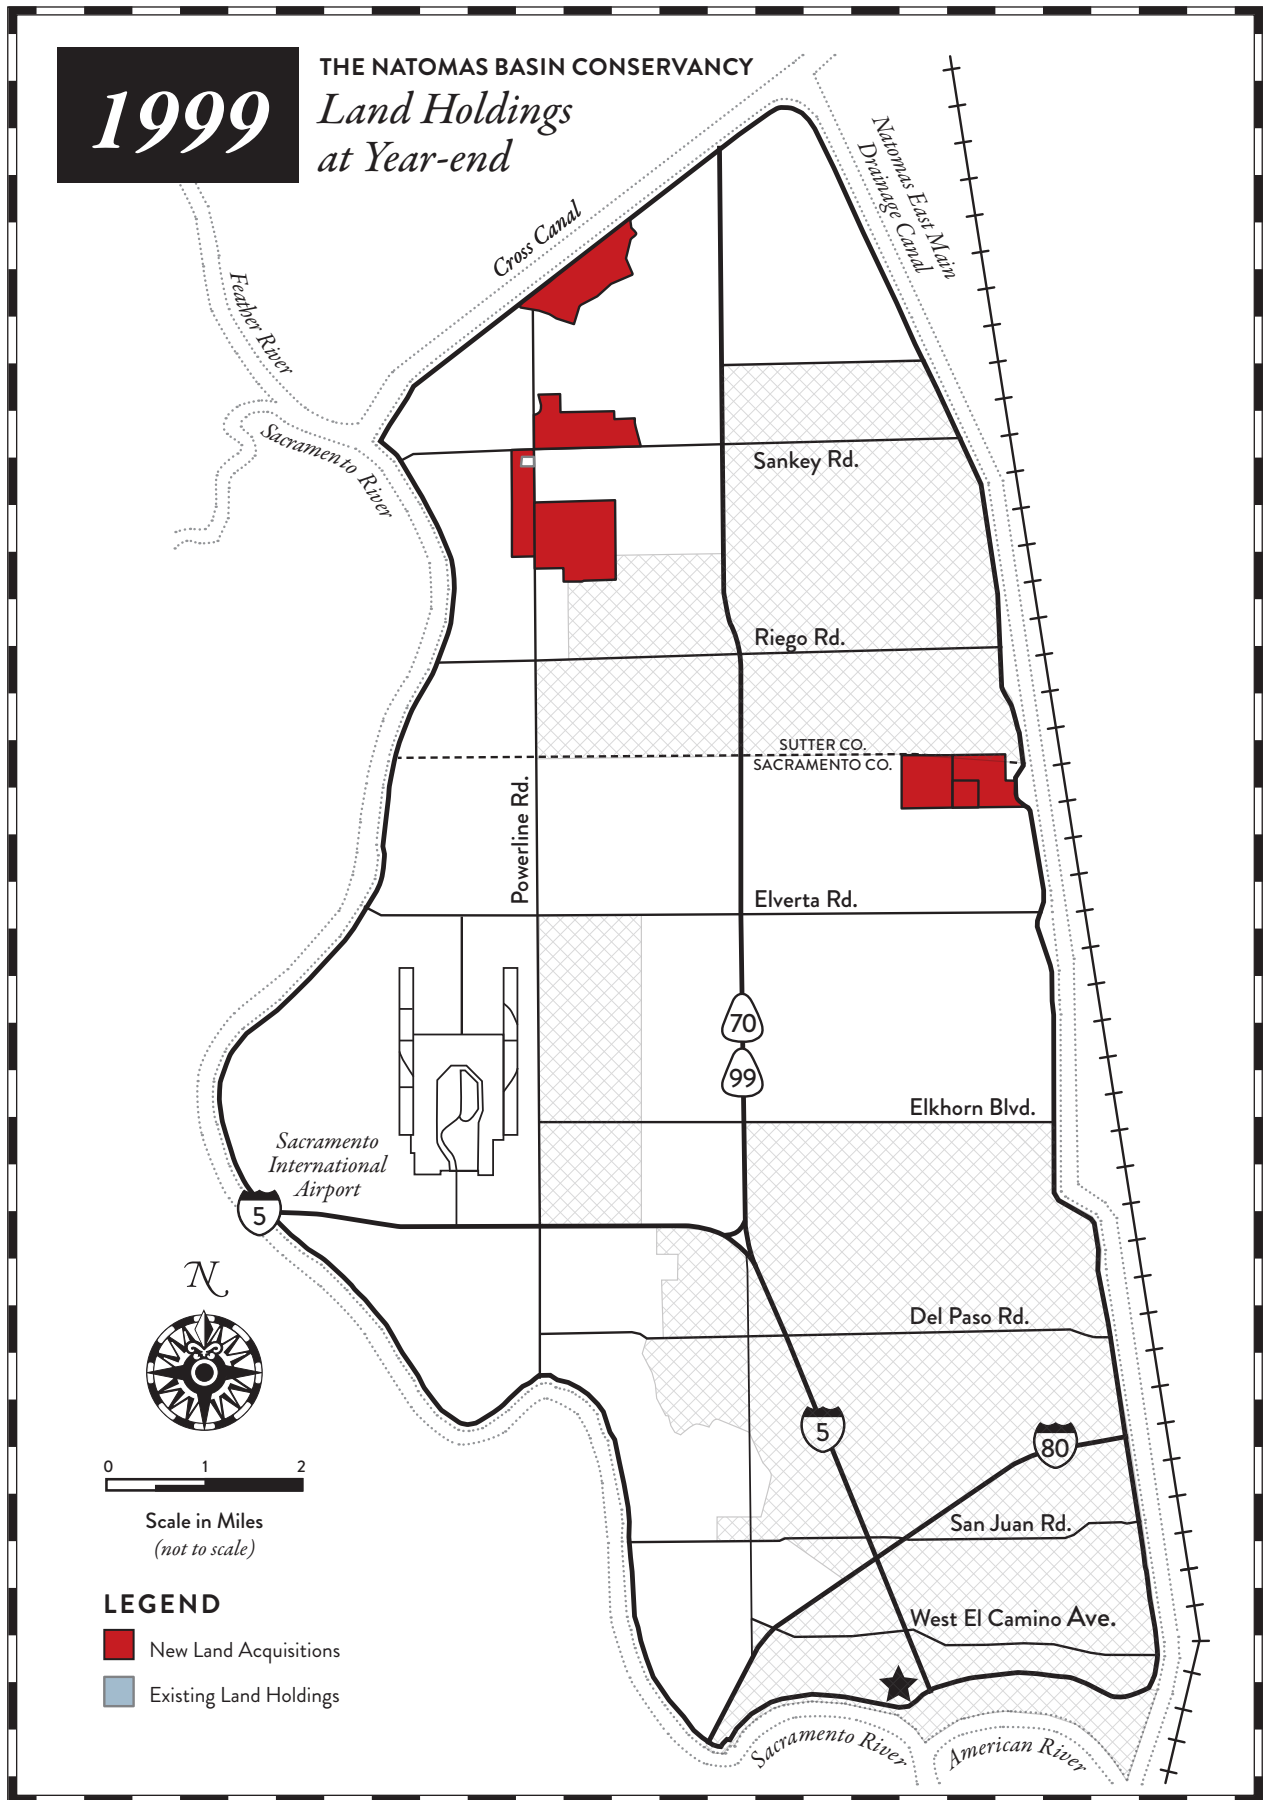 1999
THE NATOMAS BASIN CONSERVANCY
Land Holdings
at Year-end
Natomas East Main
Drainage Canal
Cross Canal
Feather River
Sacramento River
Sankey Rd.
Riego Rd.
SUTTER CO.
SACRAMENTO CO.
Powerline Rd.
Elverta Rd.
70
99
Elkhorn Blvd.
Sacramento
International
Airport
5
N
Del Paso Rd.
5
80
0 1 2
Scale in Miles
(not to scale)
San Juan Rd.
LEGEND
New Land Acquisitions
Existing Land Holdings
West El Camino Ave.
Sacramento River
American River